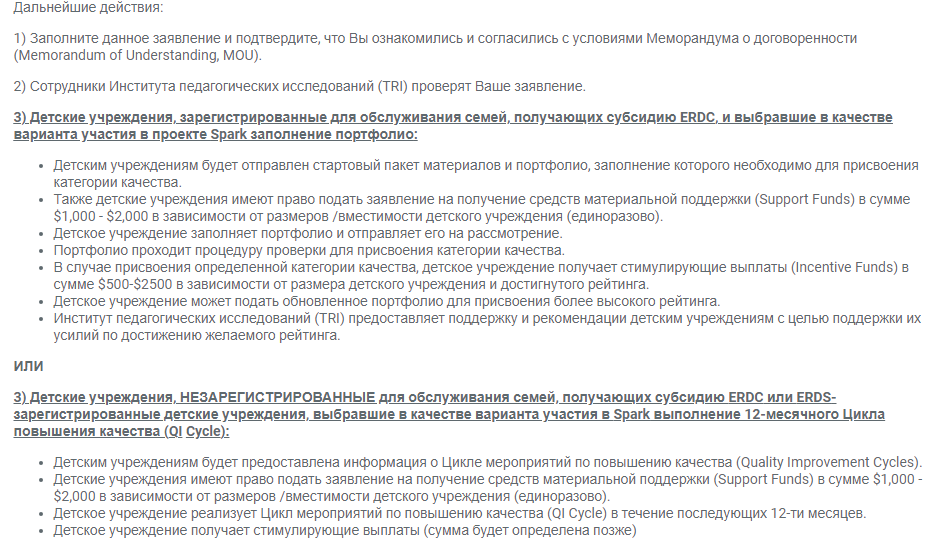 Дальнейшие действия:
1) Заполните данное заявление и подтвердите, что Вы ознакомились и согласились с условиями Меморандума о договоренности
(Memorandum of Understanding, MOU).
2) Сотрудники Института педагогических исследований (TRI) проверят Ваше заявление.
3) Детские учреждения, зарегистрированные для обслуживания семей, получающих субсидию ERDC, и выбравшие в качестве
варианта участия в проекте Spark заполнение портфолио:
• Детским учреждениям будет отправлен стартовый пакет материалов и портфолио, заполнение которого необходимо для присвоения
категории качества.
• Также детские учреждения имеют право подать заявление на получение средств материальной поддержки (Support Funds) в сумме
$1,000 - $2,000 в зависимости от размеров /вместимости детского учреждения (единоразово).
• Детское учреждение заполняет портфолио и отправляет его на рассмотрение.
• Портфолио проходит процедуру проверки для присвоения категории качества.
• В случае присвоения определенной категории качества, детское учреждение получает стимулирующие выплаты (Incentive Funds) в
сумме $500-$2500 в зависимости от размера детского учреждения и достигнутого рейтинга.
• Детское учреждение может подать обновленное портфолио для присвоения более высокого рейтинга.
• Институт педагогических исследований (TRI) предоставляет поддержку и рекомендации детским учреждениям с целью поддержки их
усилий по достижению желаемого рейтинга.
ИЛИ
3) Детские учреждения, НЕЗАРЕГИСТРИРОВАННЫЕ для обслуживания семей, получающих субсидию ERDC или ERDS-
зарегистрированные детские учреждения, выбравшие в качестве варианта участия в Spark выполнение 12-месячного Цикла
повышения качества (QI Cycle):
• Детским учреждениям будет предоставлена информация о Цикле мероприятий по повышению качества (Quality Improvement Cycles).
• Детские учреждения имеют право подать заявление на получение средств материальной поддержки (Support Funds) в сумме $1,000 -
$2,000 в зависимости от размеров /вместимости детского учреждения (единоразово).
• Детское учреждение реализует Цикл мероприятий по повышению качества (QI Cycle) в течение последующих 12-ти месяцев.
• Детское учреждение получает стимулирующие выплаты (сумма будет определена позже)